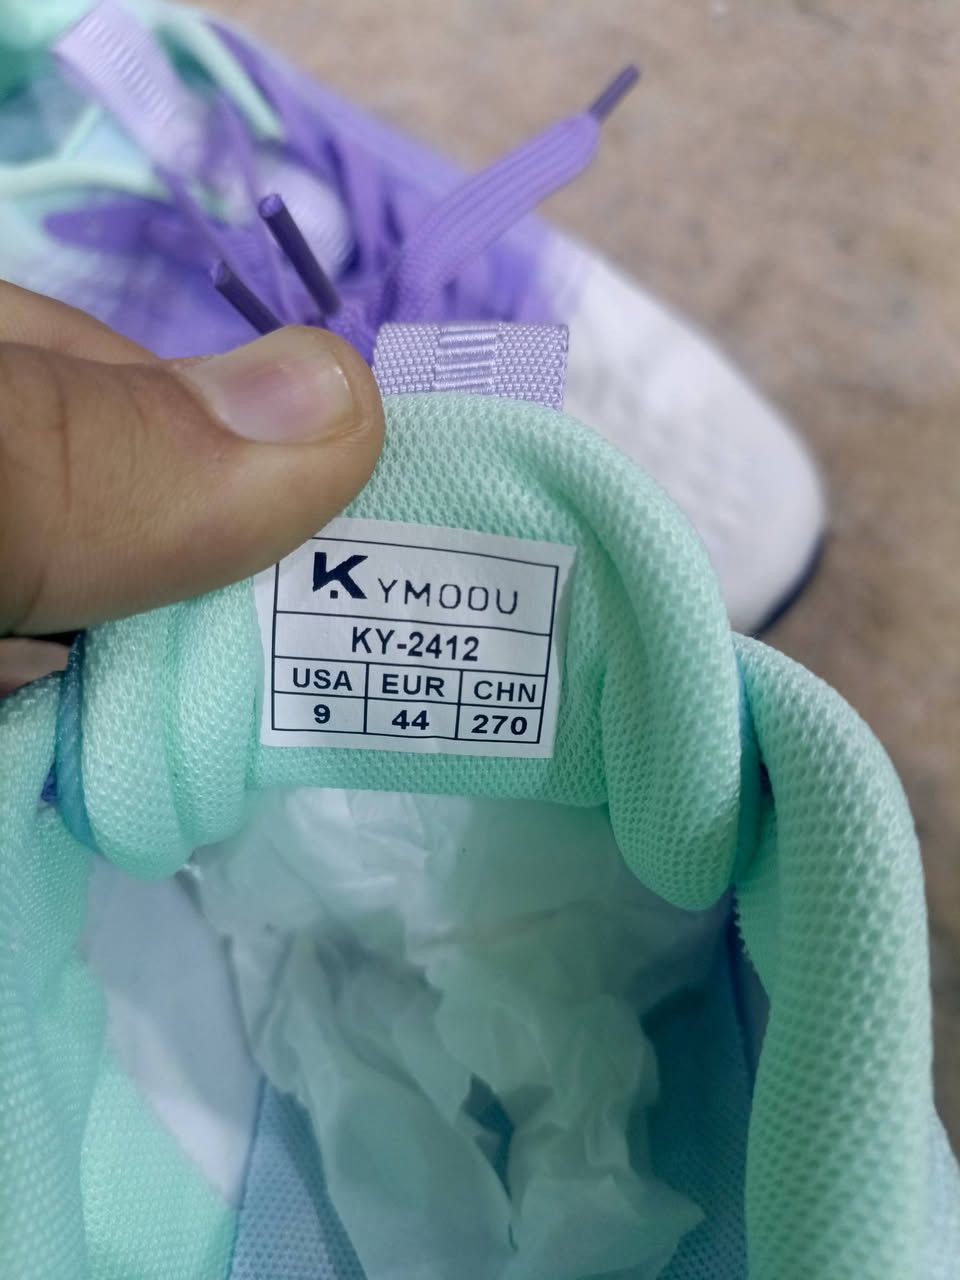 KYMOOU
KY-2412
USA EUR CHN
9 44 270